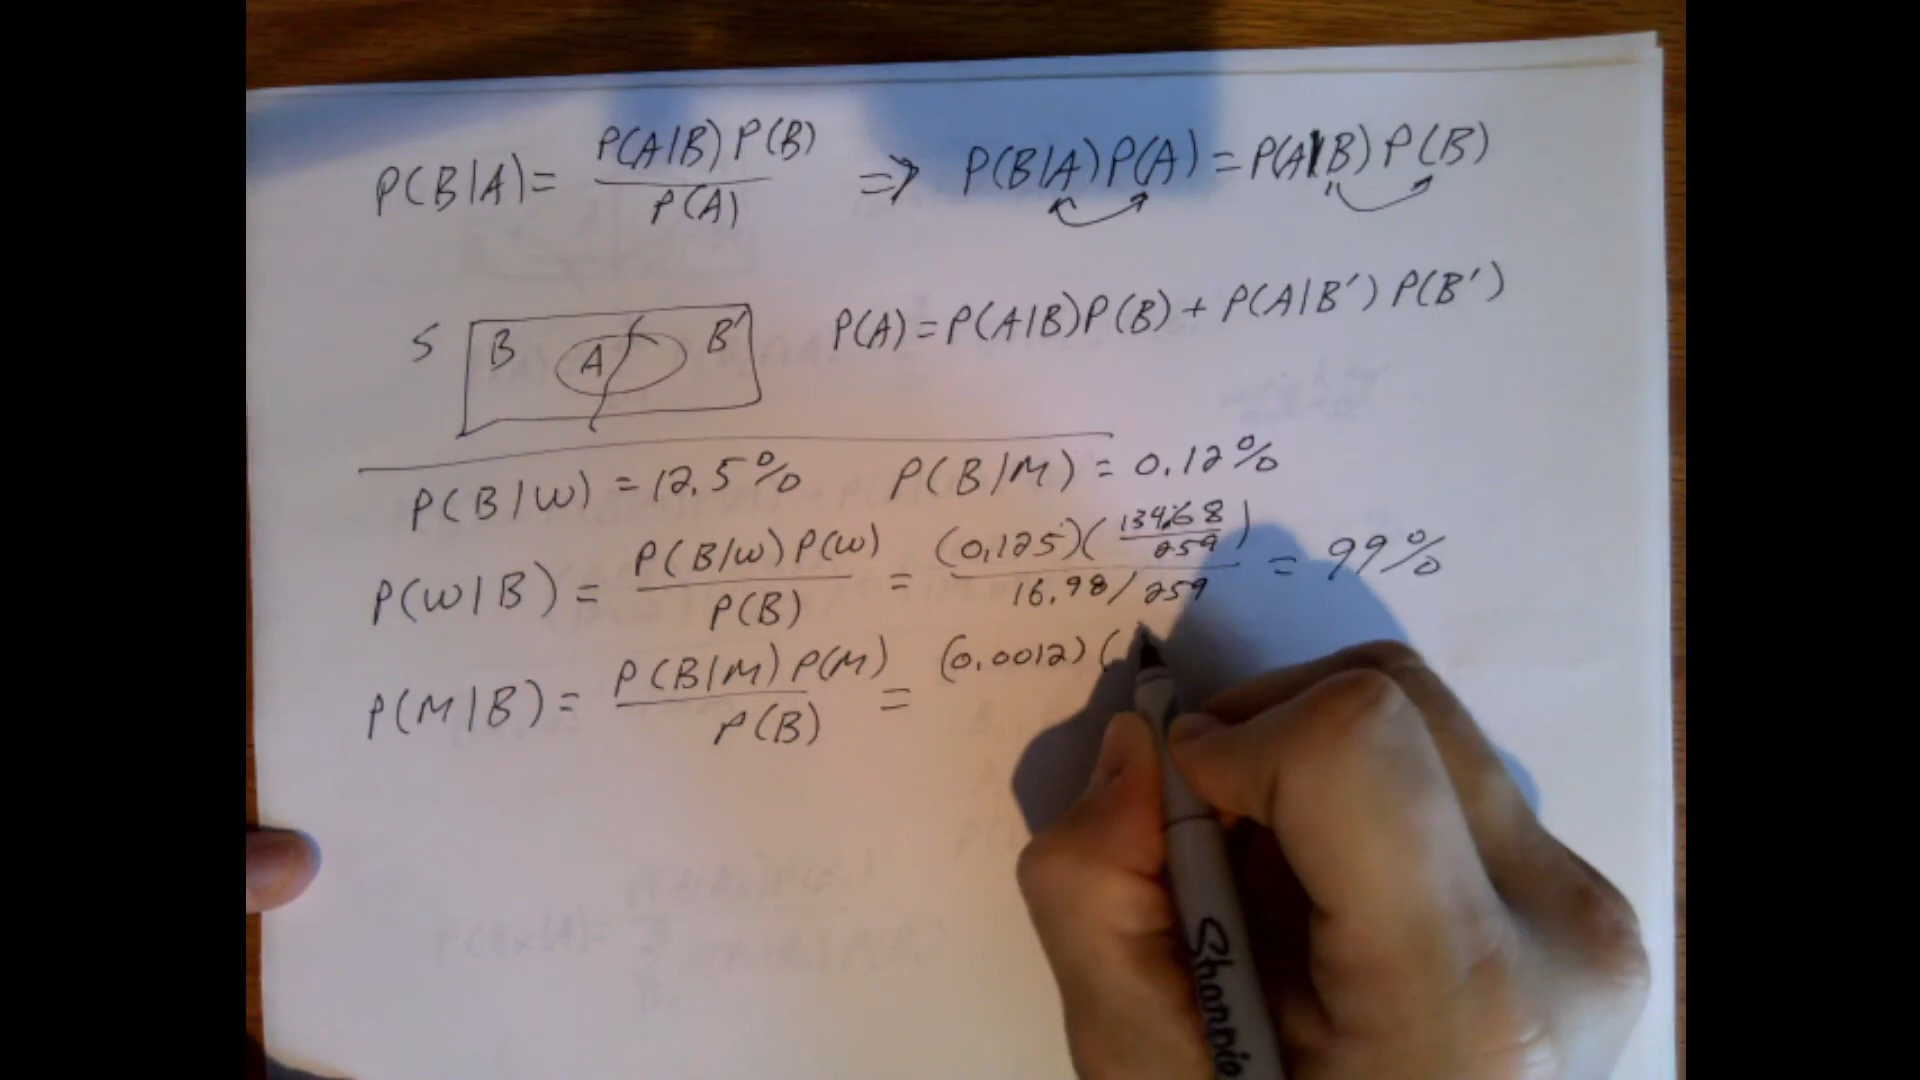 P(B|A) = P(A|B) P(B) / P(A) ⇒ P(B|A) P(A) = P(A|B) P(B)
S B A B' P(A) = P(A|B)P(B) + P(A|B') P(B')
P(B|W) = 12.5% P(B|M) = 0.12%
P(W|B) = P(B|W) P(W) / P(B) = (0.125)(134.68/259) / 16.98/259 = 99%
P(M|B) = P(B|M) P(M) / P(B) = (0.0012)(
Sharpie